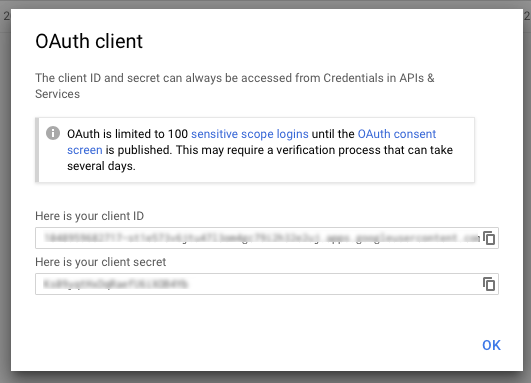 2
2
OAuth client
The client ID and secret can always be accessed from Credentials in APIs &
Services
OAuth is limited to 100 sensitive scope logins until the OAuth consent
screen is published. This may require a verification process that can take
several days.
Here is your client ID
Here is your client secret
OK